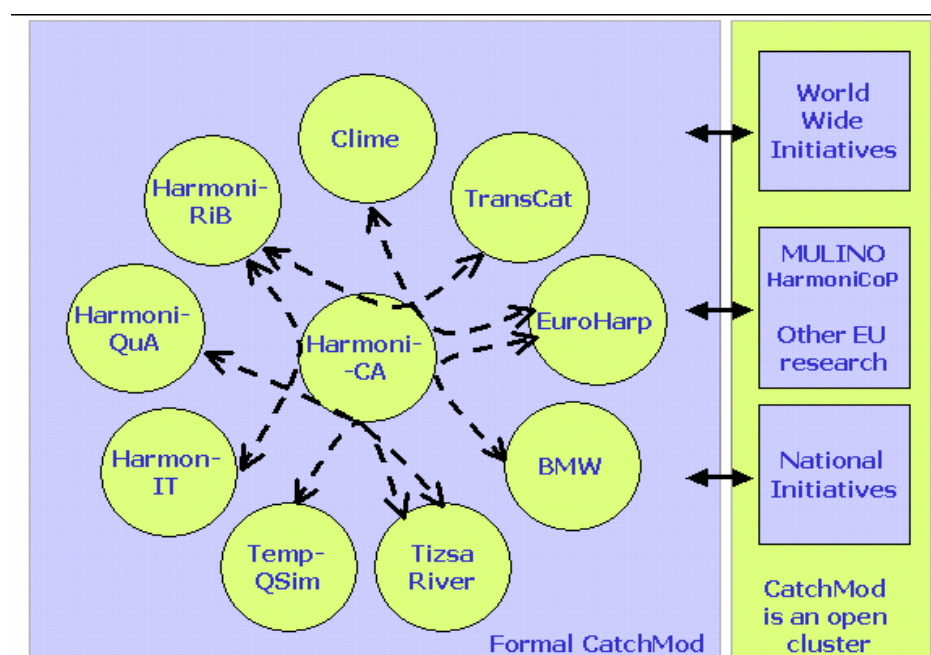 Clime
Harmoni-
RiB
TransCat
Harmoni-
QuA
Harmoni-
-CA
EuroHarp
Harmon-
IT
BMW
Temp-
QSim
Tizsa
River
Formal CatchMod
World
Wide
Initiatives
MULINO
HarmoniCoP
Other EU
research
National
Initiatives
CatchMod
is an open
cluster